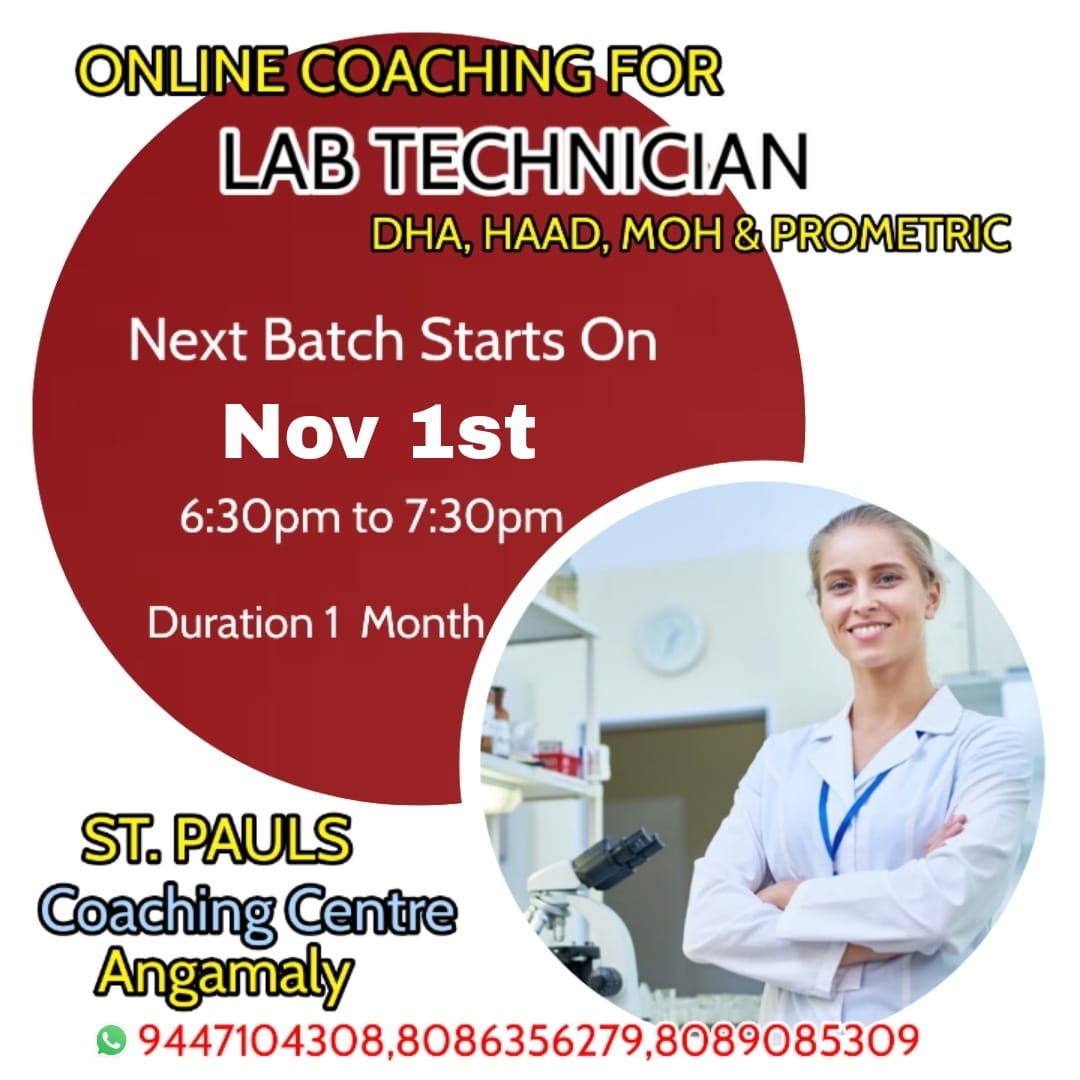 ONLINE COACHING FOR
LAB TECHNICIAN
DHA, HAAD, MOH & PROMETRIC
Next Batch Starts On
Nov 1st
6:30pm to 7:30pm
Duration 1 Month
ST. PAULS
Coaching Centre
Angamaly
9447104308,8086356279,8089085309